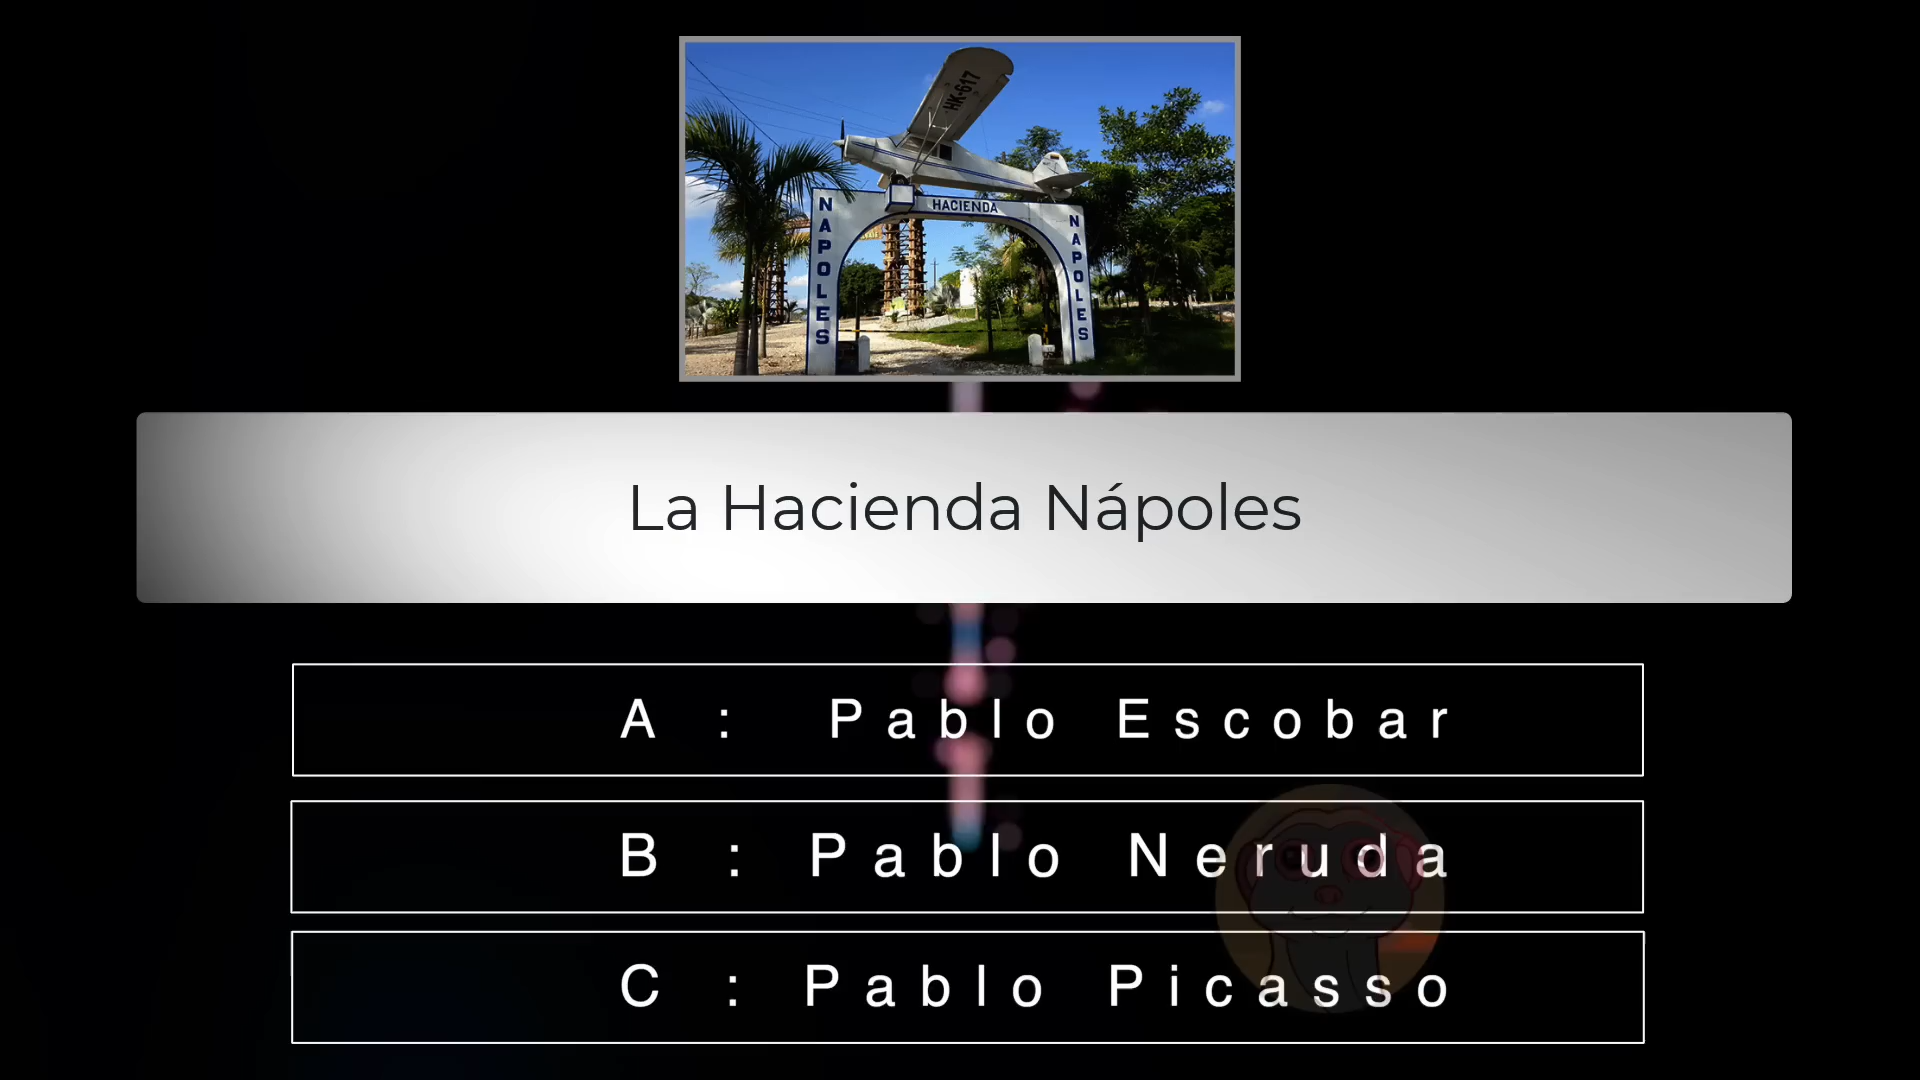 HK-617
HACIENDA
NAPOLES
NAPOLES
La Hacienda Nápoles
A : Pablo Escobar
B : Pablo Neruda
C : Pablo Picasso